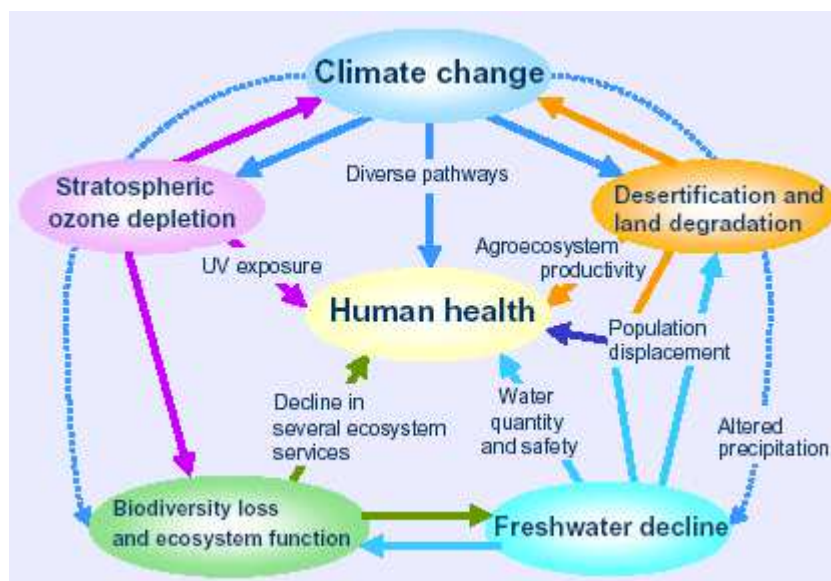 Climate change
Stratospheric
ozone depletion
Diverse pathways
Desertification and
land degradation
UV exposure
Agroecosystem
productivity
Human health
Population
displacement
Decline in
several ecosystem
services
Water
quantity
and safety
Altered
precipitation
Biodiversity loss
and ecosystem function
Freshwater decline